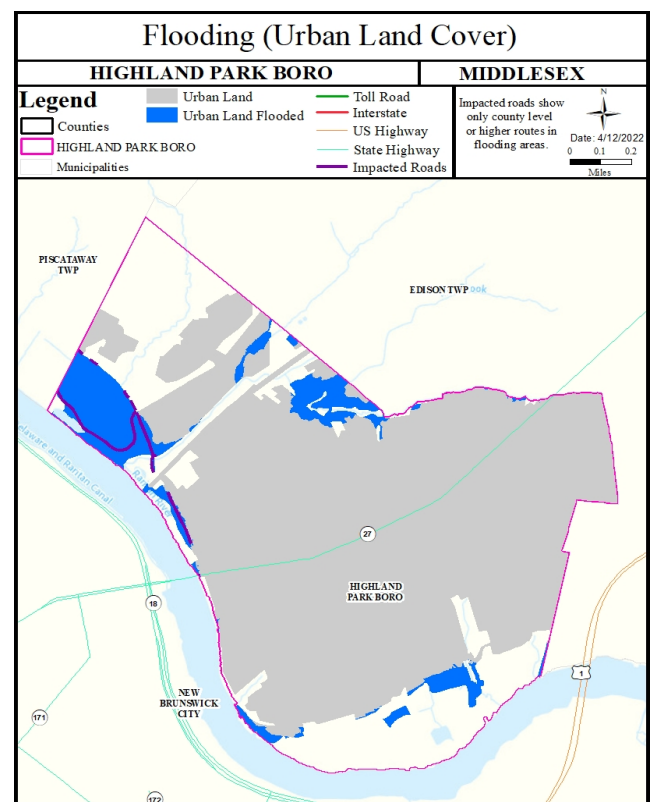 Flooding (Urban Land Cover)
HIGHLAND PARK BORO
MIDDLESEX
Legend
Counties
HIGHLAND PARK BORO
Municipalities
Urban Land
Urban Land Flooded
Toll Road
Interstate
US Highway
State Highway
Impacted Roads
Impacted roads show
only county level
or higher routes in
flooding areas.
N
Date: 4/12/2022
0 0.1 0.2
Miles
PISCATAWAY
TWP
EDISON TWP
ook
elaware and Raritan Canal
27
HIGHLAND
PARK BORO
18
1
NEW
BRUNSWICK
CITY
171
172